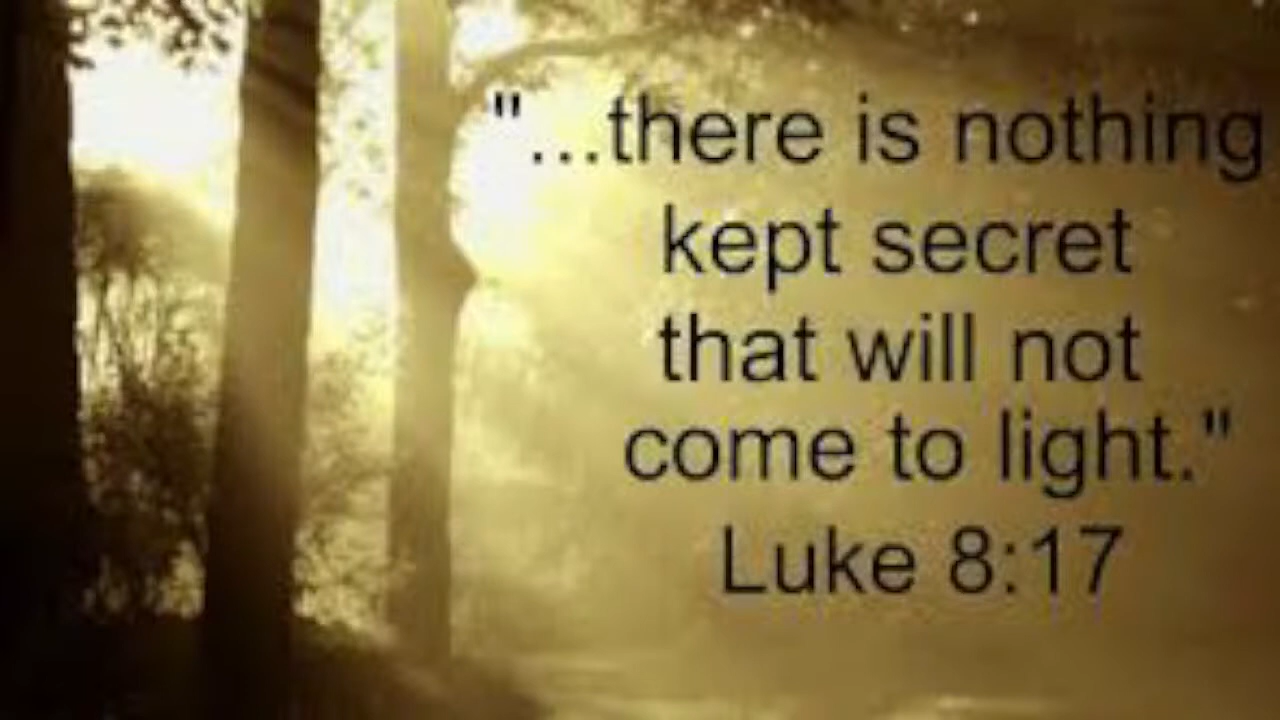 "...there is nothing
kept secret
that will not
come to light."
Luke 8:17